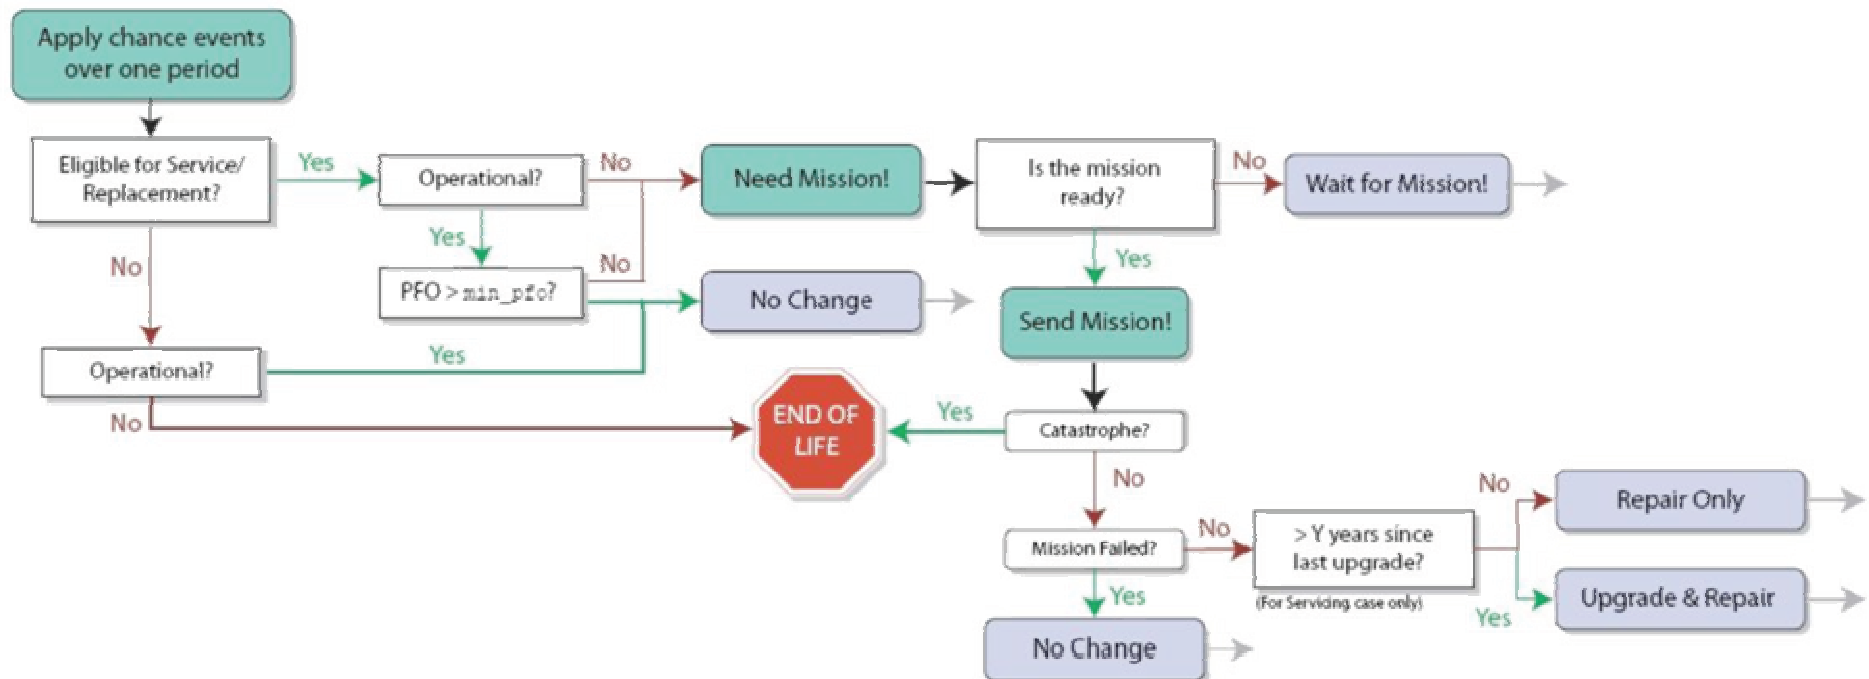 Apply chance events
over one period
Eligible for Service/
Replacement?
Yes
Operational?
No
Need Mission!
Is the mission
ready?
No
Wait for Mission!
Yes
No
PFO > min_pfo?
No
No Change
Yes
Send Mission!
Operational?
Yes
No
END OF
LIFE
Yes
Catastrophe?
No
Mission Failed?
No
> Y years since
last upgrade?
(For Servicing case only)
No
Repair Only
Yes
Upgrade & Repair
Yes
No Change